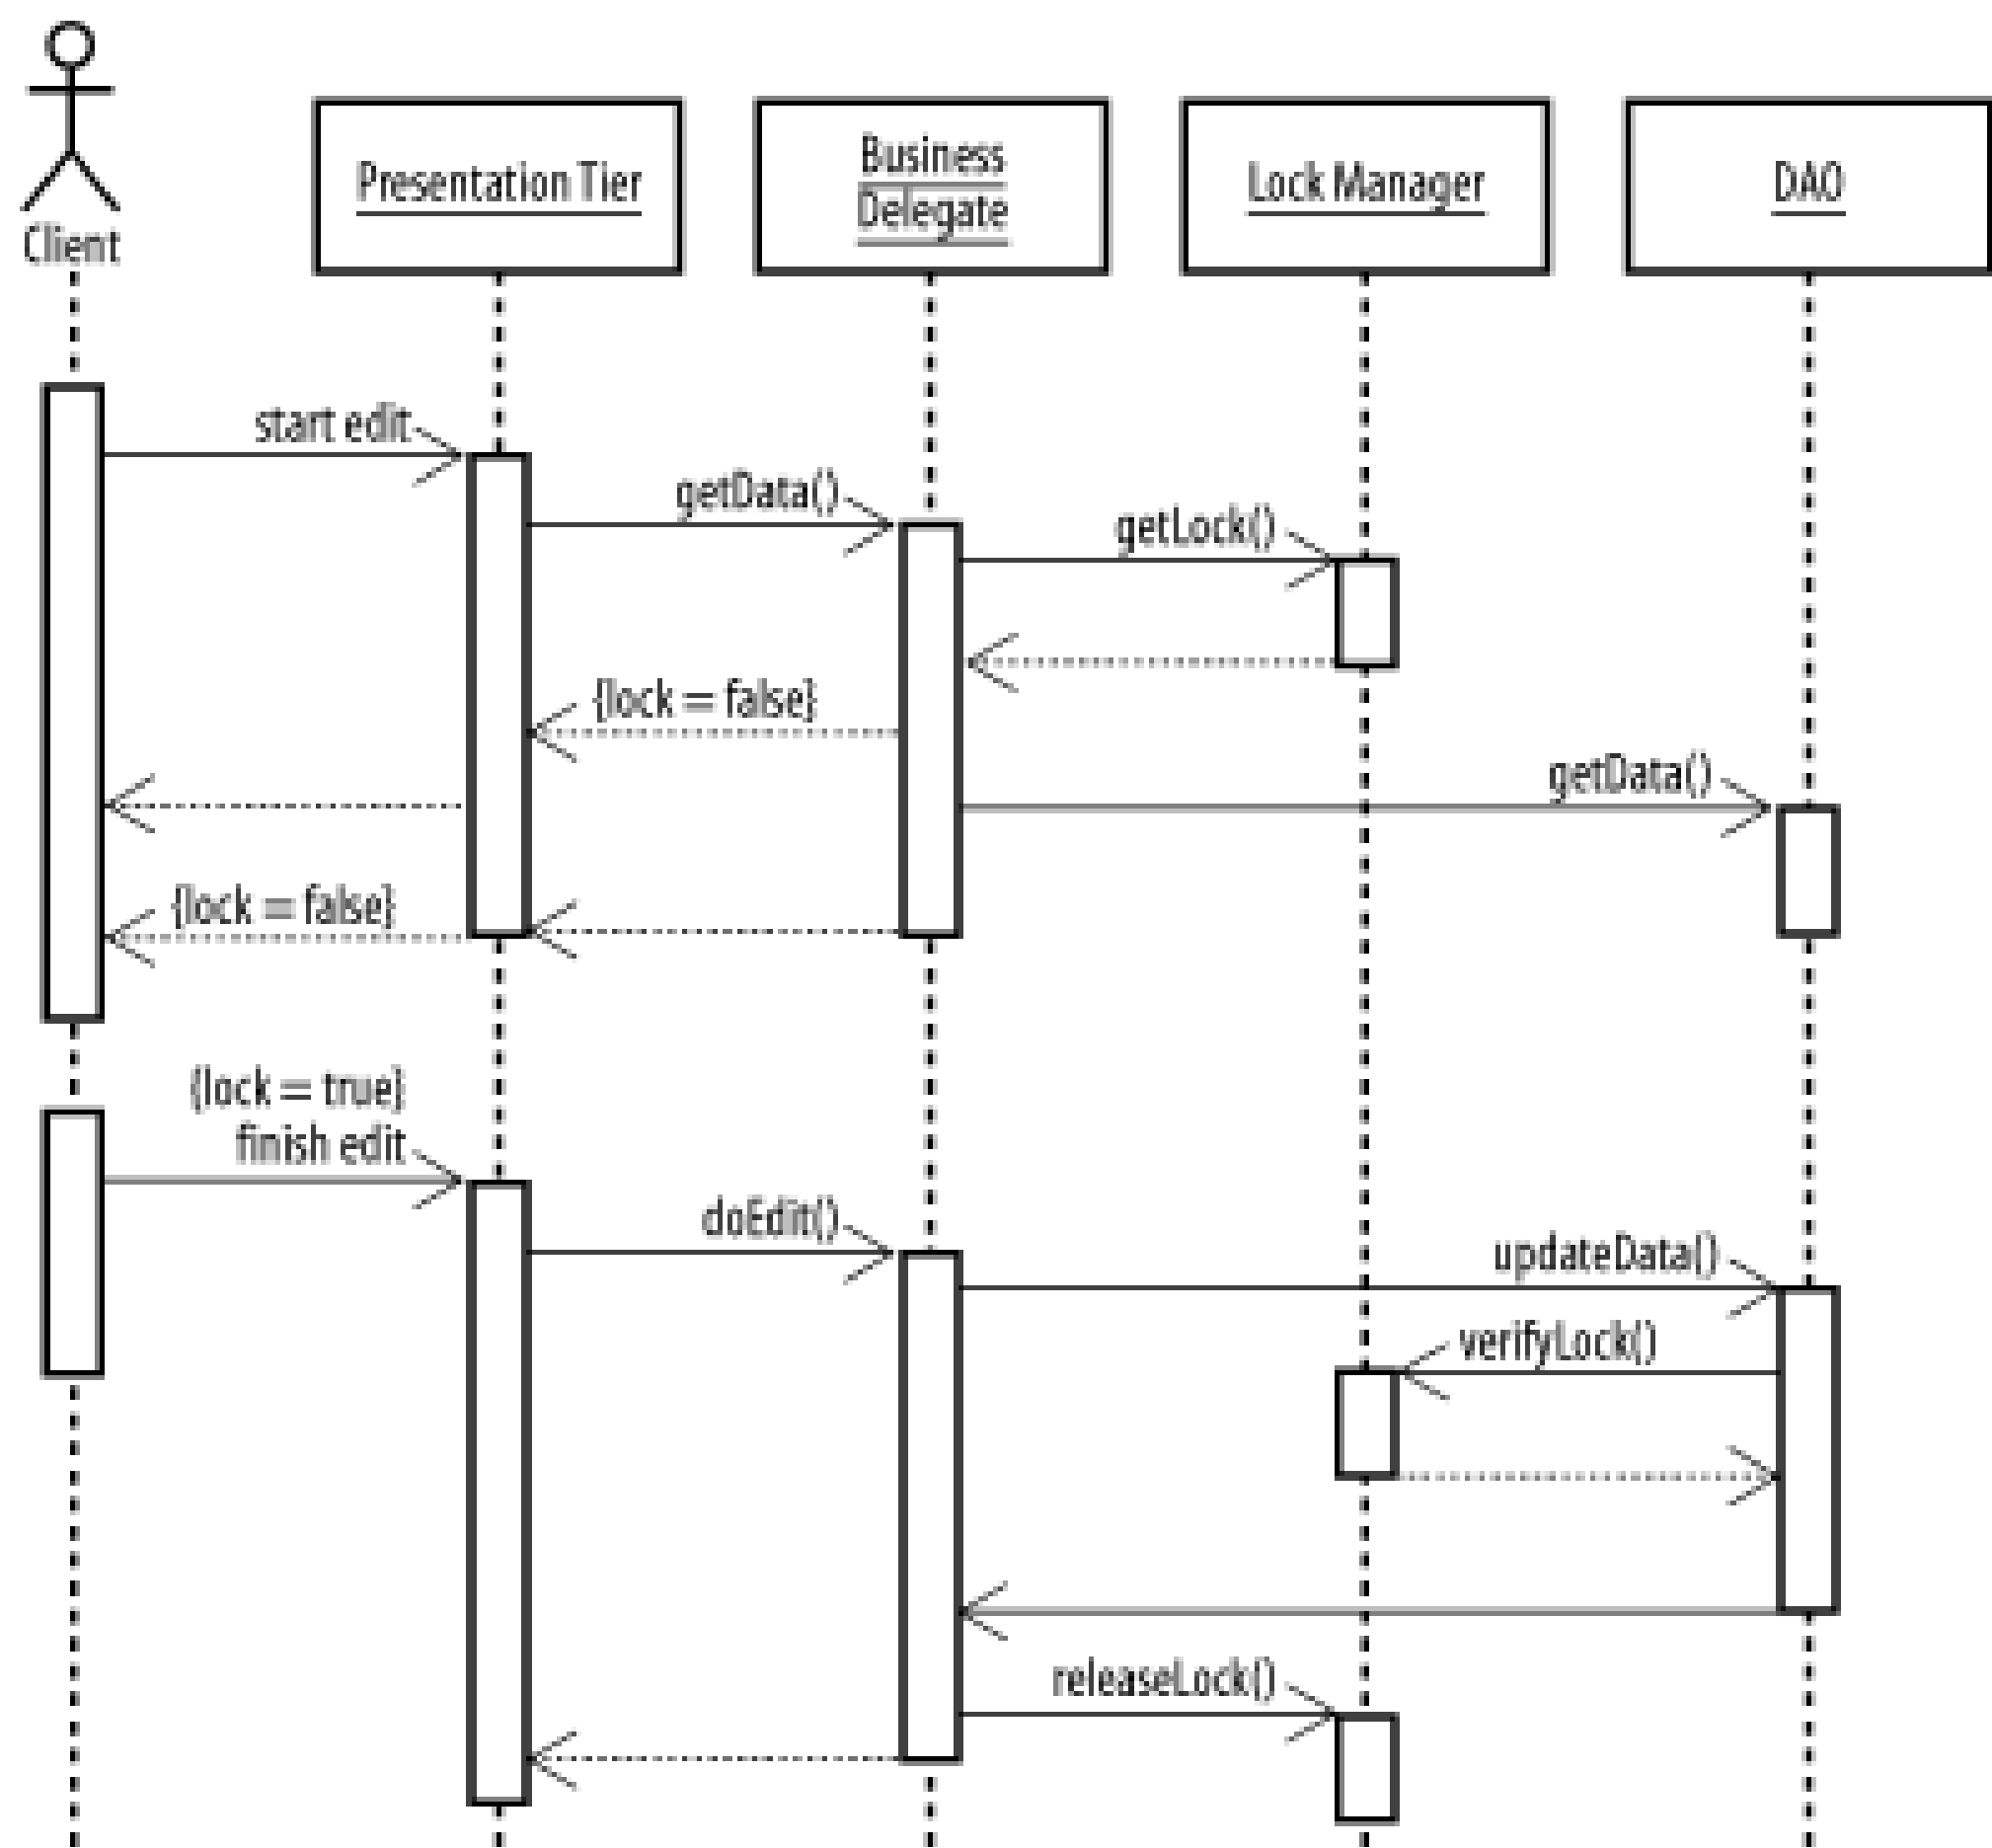 Client
Presentation Tier
Business
Delegate
Lock Manager
DAO
start edit
getData()
getLock()
{lock = false}
getData()
{lock = false}
{lock = true}
finish edit
doEdit()
updateData()
verifyLock()
releaseLock()